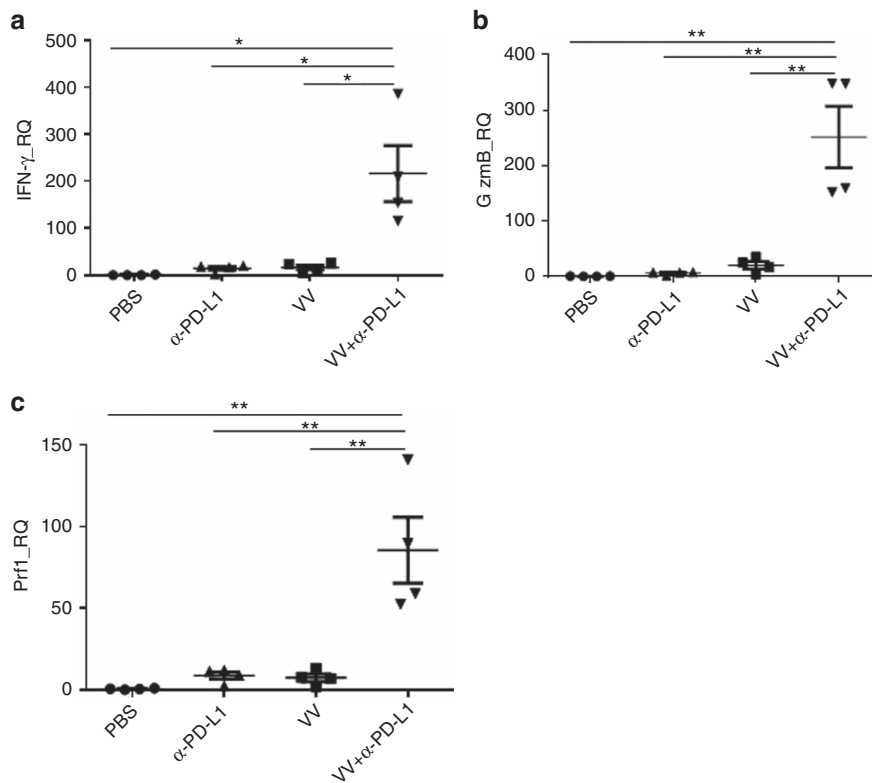 a
500
400
300
200
100
0
IFN-γ_RQ
*
*
*
PBS
α-PD-L1
VV
VV+α-PD-L1
b
400
300
200
100
0
G zmB_RQ
**
**
**
PBS
α-PD-L1
VV
VV+α-PD-L1
c
150
100
50
0
Prf1_RQ
**
**
**
PBS
α-PD-L1
VV
VV+α-PD-L1